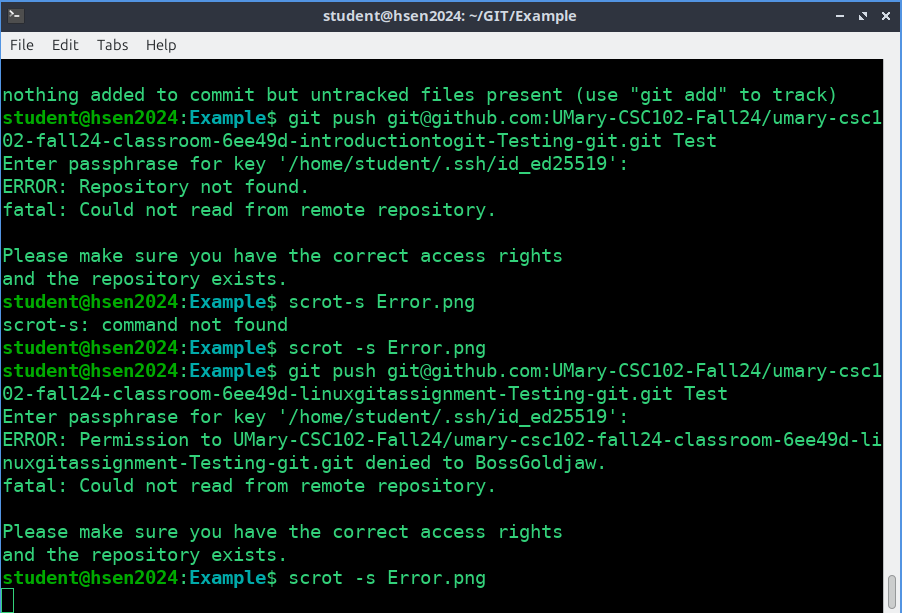 student@hsen2024: ~/GIT/Example
File Edit Tabs Help
nothing added to commit but untracked files present (use "git add" to track)
student@hsen2024:Example$ git push git@github.com:UMary-CSC102-Fall24/umary-csc1
02-fall24-classroom-6ee49d-introductiontogit-Testing-git.git Test
Enter passphrase for key '/home/student/.ssh/id_ed25519':
ERROR: Repository not found.
fatal: Could not read from remote repository.
Please make sure you have the correct access rights
and the repository exists.
student@hsen2024:Example$ scrot-s Error.png
scrot-s: command not found
student@hsen2024:Example$ scrot -s Error.png
student@hsen2024:Example$ git push git@github.com:UMary-CSC102-Fall24/umary-csc1
02-fall24-classroom-6ee49d-linuxgitassignment-Testing-git.git Test
Enter passphrase for key '/home/student/.ssh/id_ed25519':
ERROR: Permission to UMary-CSC102-Fall24/umary-csc102-fall24-classroom-6ee49d-li
nuxgitassignment-Testing-git.git denied to BossGoldjaw.
fatal: Could not read from remote repository.
Please make sure you have the correct access rights
and the repository exists.
student@hsen2024:Example$ scrot -s Error.png